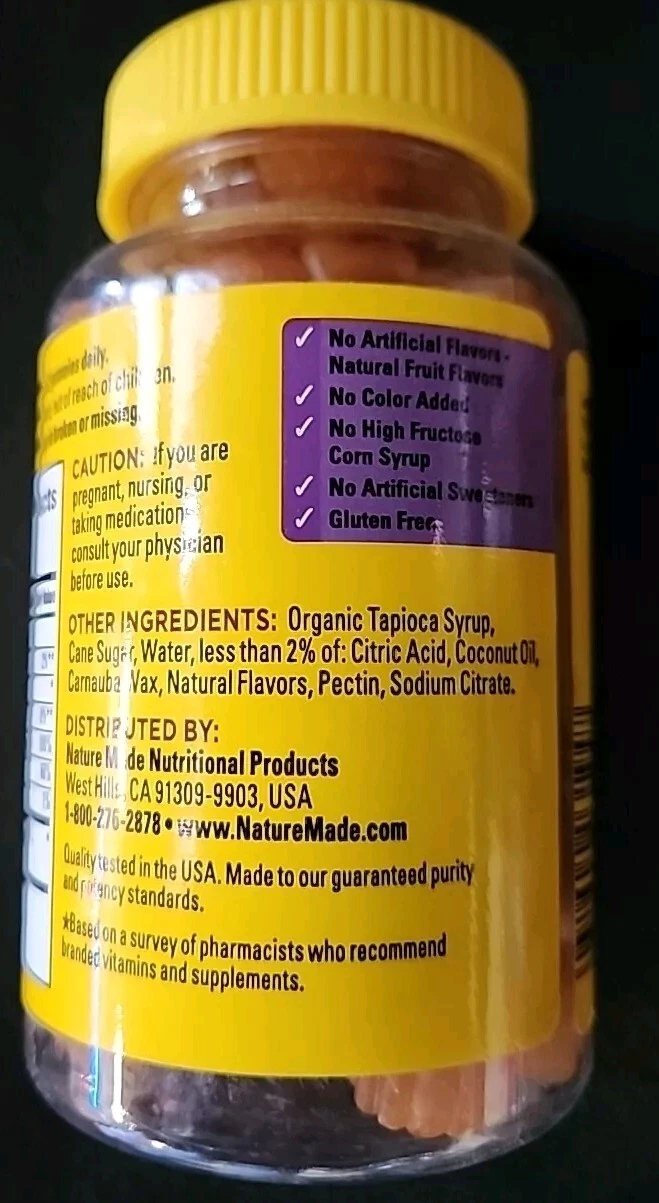 gummies daily.
out of reach of children.
broken or missing.
CAUTION: If you are
pregnant, nursing, or
taking medication,
consult your physician
before use.
✓ No Artificial Flavors -
Natural Fruit Flavors
✓ No Color Added
✓ No High Fructose
Corn Syrup
✓ No Artificial Sweeteners
✓ Gluten Free
OTHER INGREDIENTS: Organic Tapioca Syrup,
Cane Sugar, Water, less than 2% of: Citric Acid, Coconut Oil,
Carnauba Wax, Natural Flavors, Pectin, Sodium Citrate.
DISTRIBUTED BY:
Nature Made Nutritional Products
West Hills, CA 91309-9903, USA
1-800-276-2878 • www.NatureMade.com
Quality tested in the USA. Made to our guaranteed purity
and potency standards.
*Based on a survey of pharmacists who recommend
branded vitamins and supplements.